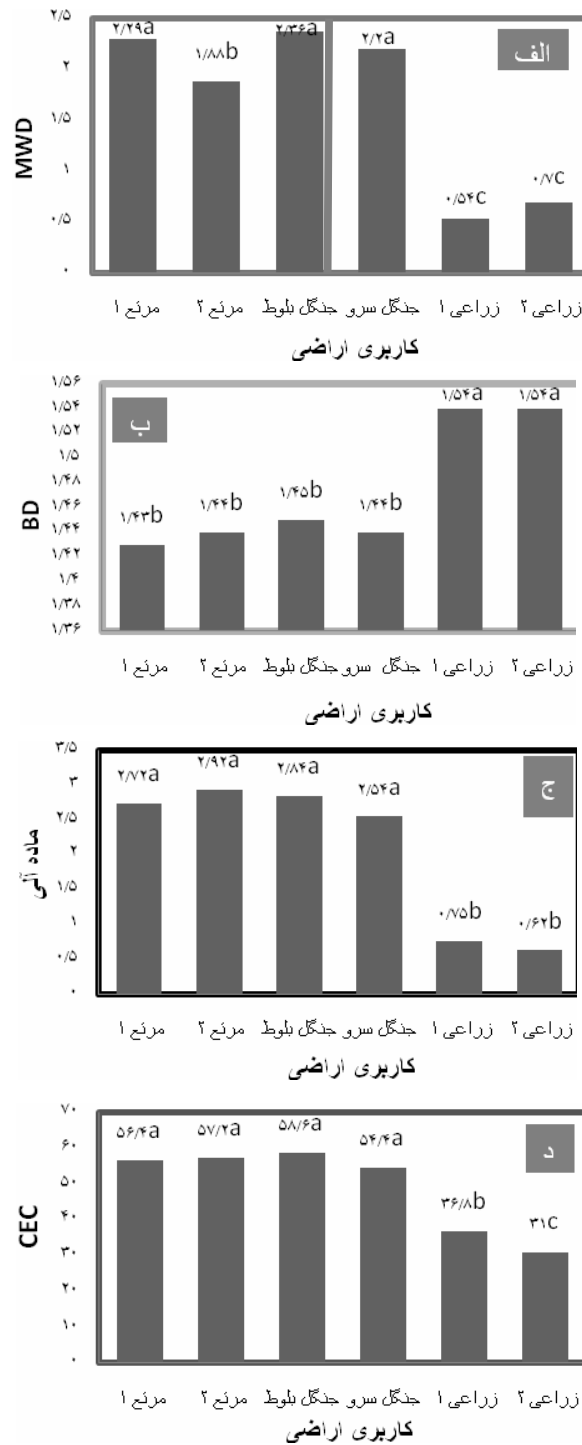 الف
MWD
۲/۵
۲
۱/۵
۱
۰/۵
۰
۲/۲۹a
۱/۸۸b
۲/۳۶a
۲/۲a
۰/۵۴c
۰/۷c
مرتع ۱
مرتع ۲
جنگل بلوط
جنگل سرو
زراعی ۱
زراعی ۲
کاربری اراضی
ب
BD
۱/۵۶
۱/۵۴
۱/۵۲
۱/۵
۱/۴۸
۱/۴۶
۱/۴۴
۱/۴۲
۱/۴
۱/۳۸
۱/۳۶
۱/۴۳b
۱/۴۴b
۱/۴۵b
۱/۴۴b
۱/۵۴a
۱/۵۴a
مرتع ۱
مرتع ۲
جنگل بلوط
جنگل سرو
زراعی ۱
زراعی ۲
کاربری اراضی
ج
ماده آلی
۳/۵
۳
۲/۵
۲
۱/۵
۱
۰/۵
۰
۲/۷۲a
۲/۹۲a
۲/۸۴a
۲/۵۴a
۰/۷۵b
۰/۶۲b
مرتع ۱
مرتع ۲
جنگل بلوط
جنگل سرو
زراعی ۱
زراعی ۲
کاربری اراضی
د
CEC
۷۰
۶۰
۵۰
۴۰
۳۰
۲۰
۱۰
۰
۵۶/۴a
۵۷/۲a
۵۸/۶a
۵۴/۴a
۳۶/۸b
۳۱c
مرتع ۱
مرتع ۲
جنگل بلوط
جنگل سرو
زراعی ۱
زراعی ۲
کاربری اراضی